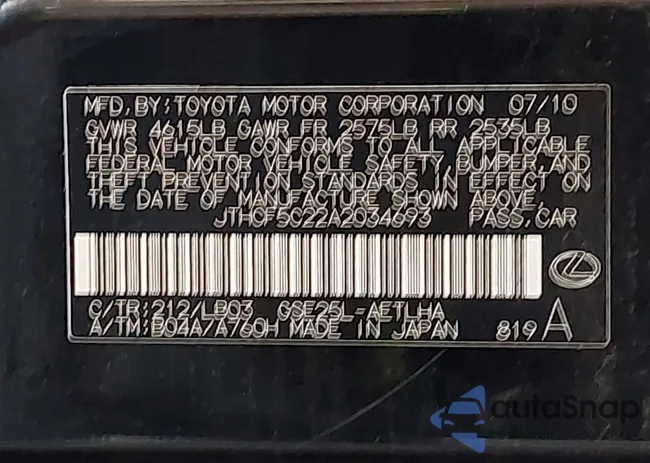 MFD. BY: TOYOTA MOTOR CORPORATION 07/10
GVWR 4615LB GAWR FR 2575LB RR 2535LB
THIS VEHICLE CONFORMS TO ALL APPLICABLE
FEDERAL MOTOR VEHICLE SAFETY, BUMPER, AND
THEFT PREVENTION STANDARDS IN EFFECT ON
THE DATE OF MANUFACTURE SHOWN ABOVE.
JTHCF5C22A2034693 PASS. CAR
C/TR: 212/LB03 GSE25L-AETLHA
A/TM: B04A/A760H MADE IN JAPAN 819 A
autoSnap